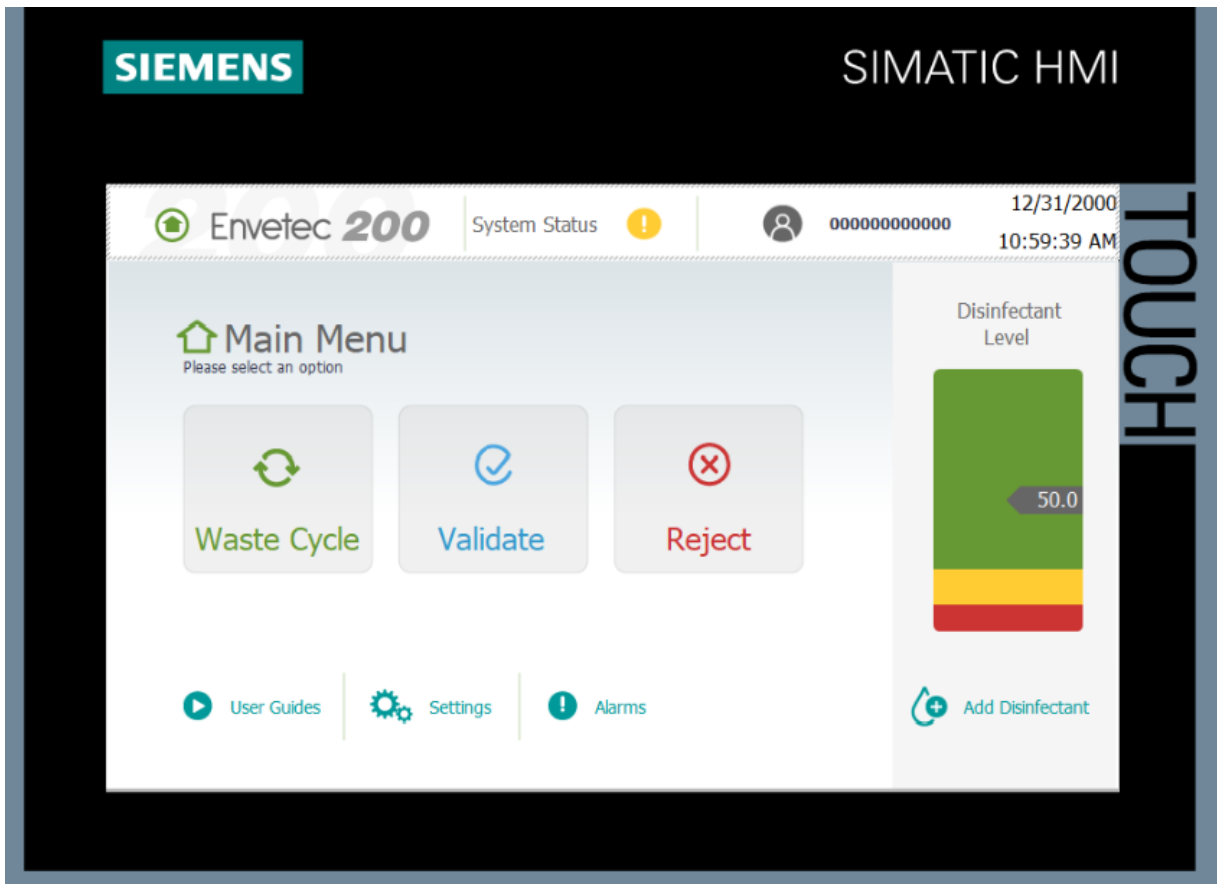 SIEMENS
SIMATIC HMI
TOUCH
200
Envetec 200
System Status
!
000000000000
12/31/2000
10:59:39 AM
Main Menu
Please select an option
Waste Cycle
Validate
Reject
Disinfectant
Level
50.0
User Guides
Settings
!
Alarms
Add Disinfectant